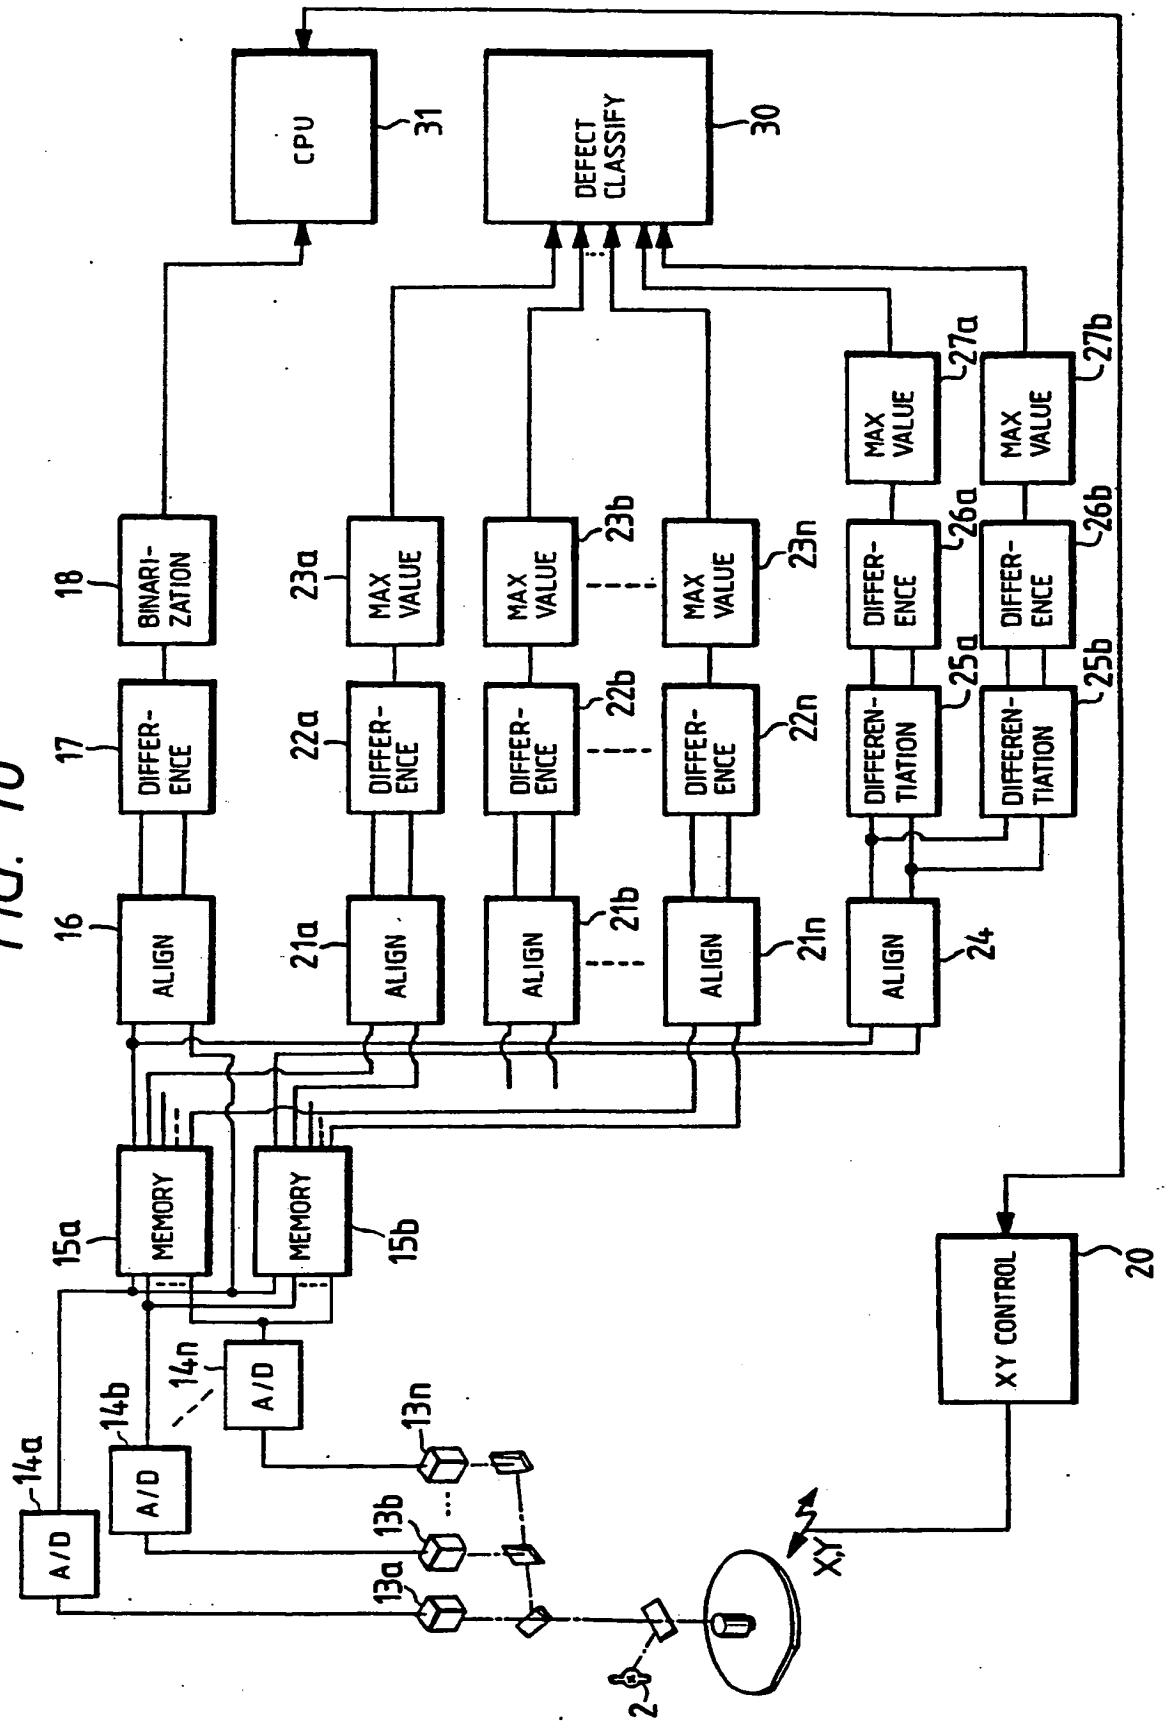 FIG.
14a
A/D
14b
A/D
14n
A/D
15a
MEMORY
15b
MEMORY
16
ALIGN
17
DIFFER-
ENCE
18
BINARI-
ZATION
CPU
31
13a
13b
13n
21a
ALIGN
22a
DIFFER-
ENCE
23a
MAX
VALUE
21b
ALIGN
22b
DIFFER-
ENCE
23b
MAX
VALUE
DEFECT
CLASSIFY
30
21n
ALIGN
22n
DIFFER-
ENCE
23n
MAX
VALUE
2
X,Y
24
ALIGN
25a
DIFFEREN-
TIATION
26a
DIFFER-
ENCE
27a
MAX
VALUE
25b
DIFFEREN-
TIATION
26b
DIFFER-
ENCE
27b
MAX
VALUE
XY CONTROL
20